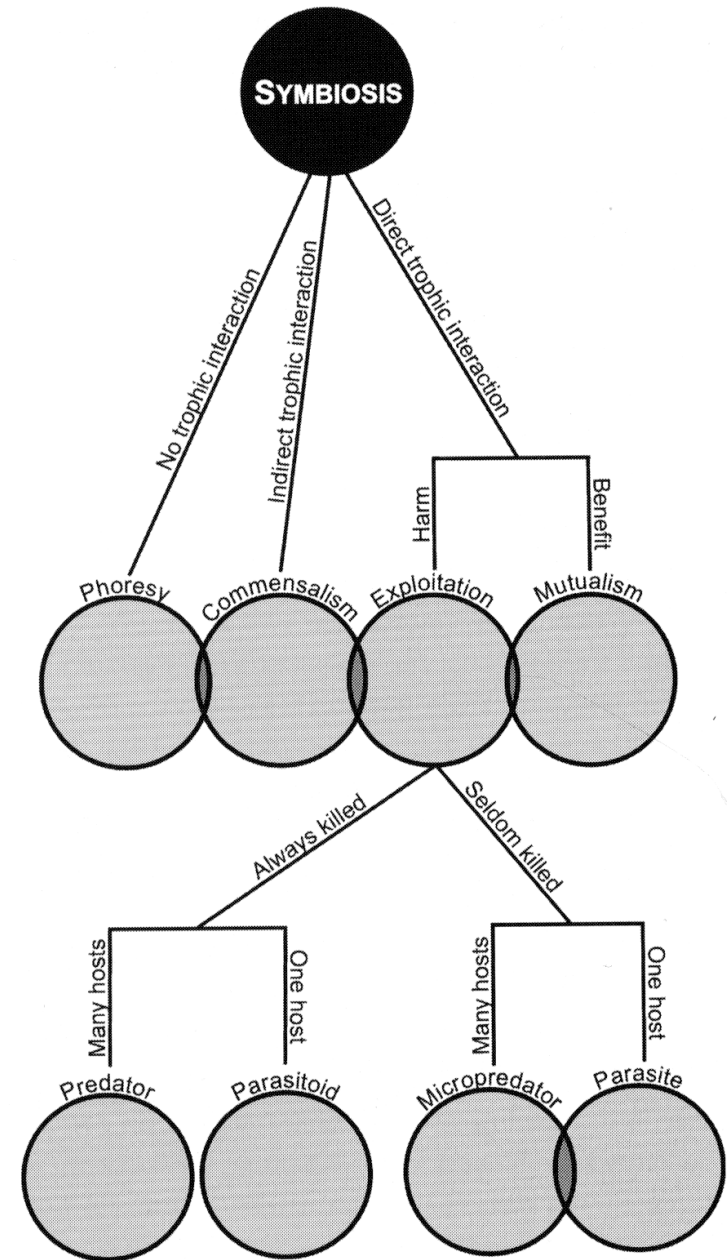 SYMBIOSIS
No trophic interaction
Indirect trophic interaction
Direct trophic interaction
Harm
Benefit
Phoresy
Commensalism
Exploitation
Mutualism
Always killed
Seldom killed
Many hosts
One host
Many hosts
One host
Predator
Parasitoid
Micropredator
Parasite